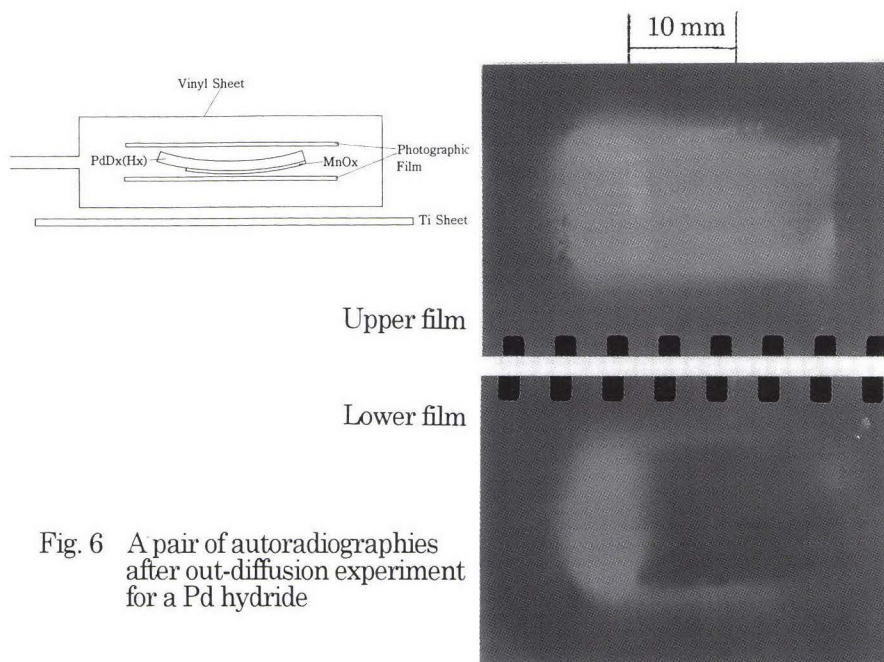 10 mm
Vinyl Sheet
PdDx(Hx)
MnOx
Photographic
Film
Ti Sheet
Upper film
Lower film
Fig. 6 A pair of autoradiographies
after out-diffusion experiment
for a Pd hydride